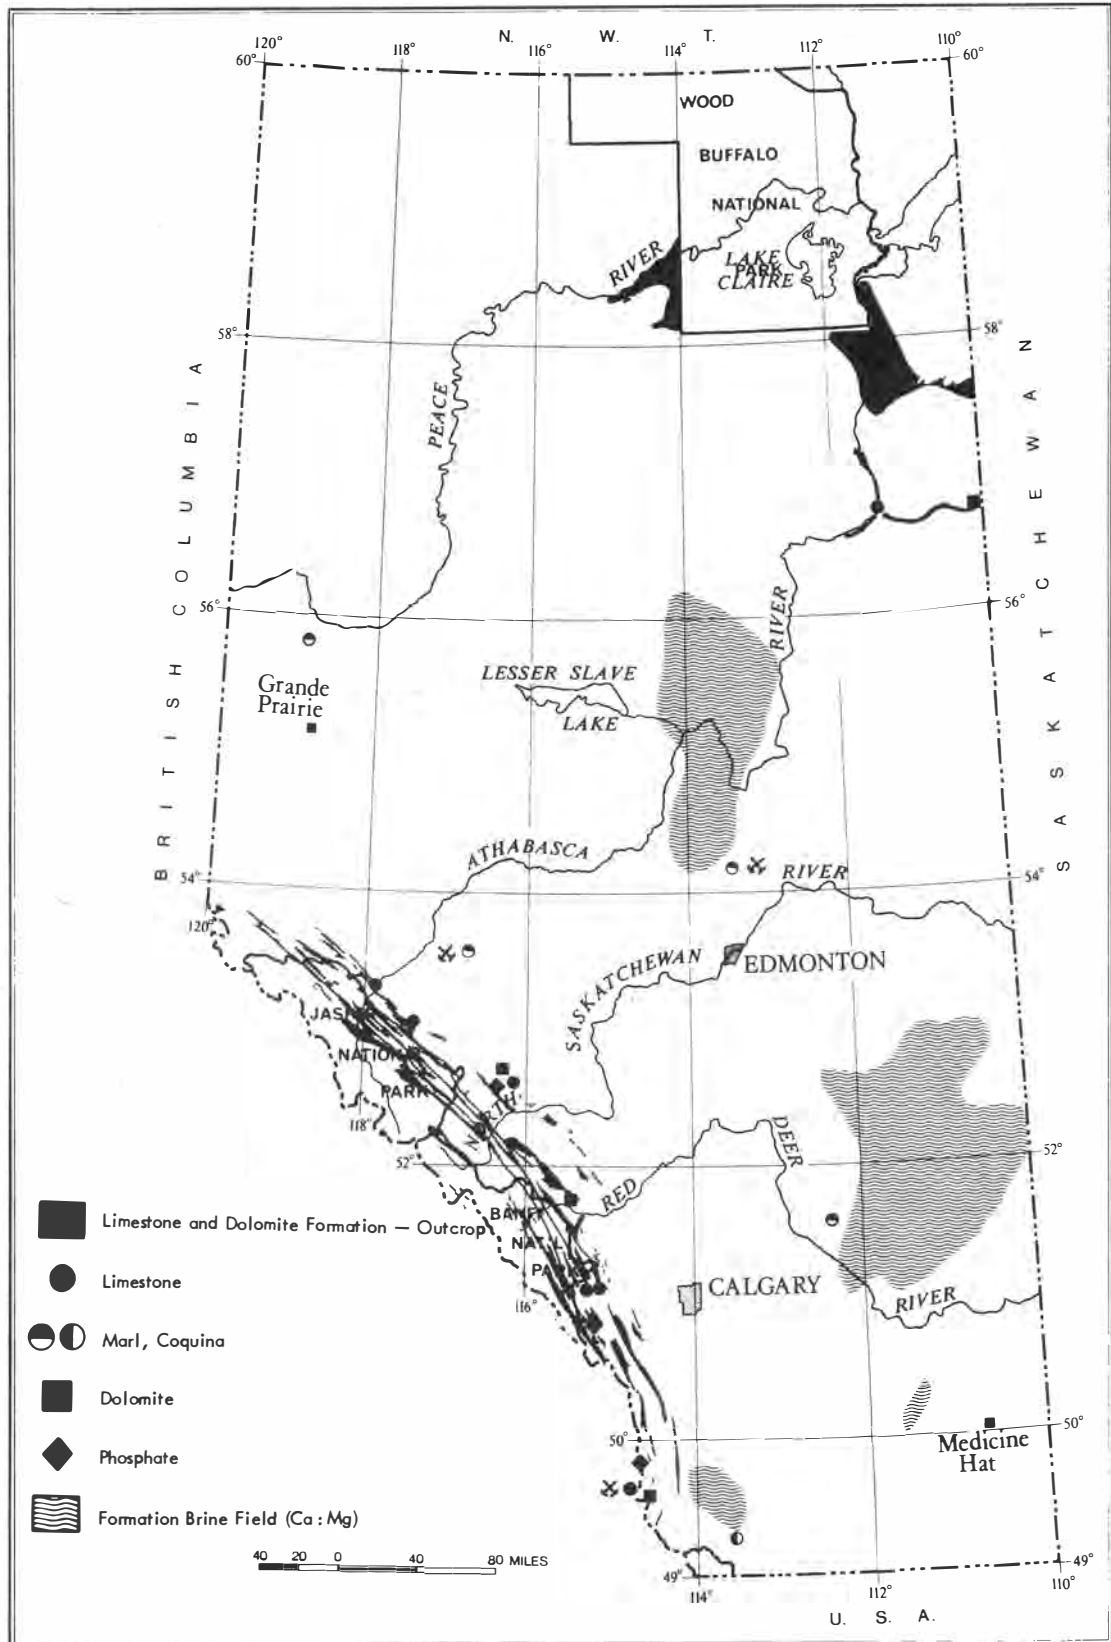 N. W. T.
120° 118° 116° 114° 112° 110°
60° 60°
WOOD
BUFFALO
NATIONAL
LAKE
PARK
CLAIRE
RIVER
58° 58°
PEACE
BRITISH COLUMBIA
SASKATCHEWAN
56° 56°
RIVER
LESSER SLAVE
LAKE
Grande
Prairie
ATHABASCA
RIVER
54° 54°
120°
SASKATCHEWAN
EDMONTON
JASPER
NATIONAL
PARK
NORTH
118°
DEER
52° 52°
RED
BANFF
NAT'L
PARK
116°
CALGARY
RIVER
Limestone and Dolomite Formation — Outcrop
Limestone
Marl, Coquina
Dolomite
Phosphate
Formation Brine Field (Ca : Mg)
50° 50°
Medicine
Hat
40 20 0 40 80 MILES
49° 49°
114° 112° 110°
U. S. A.